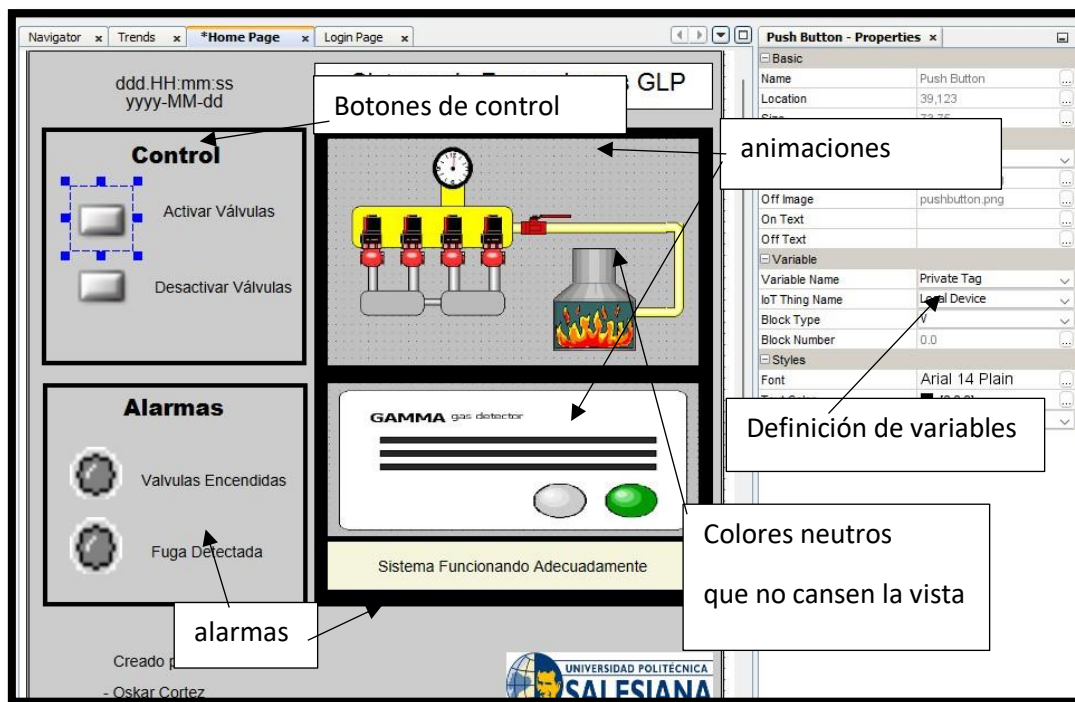 Navigator x Trends x *Home Page x Login Page x
Push Button - Properties x
ddd.HH:mm:ss
yyyy-MM-dd
GLP
Botones de control
Control
Activar Válvulas
Desactivar Válvulas
animaciones
Alarmas
Valvulas Encendidas
Fuga Detectada
alarmas
GAMMA gas detector
Sistema Funcionando Adecuadamente
Creado
- Oskar Cortez
UNIVERSIDAD POLITÉCNICA
SALESIANA
Basic
Name Push Button
Location 39,123
Off Image pushbutton.png
On Text
Off Text
Variable
Variable Name Private Tag
IoT Thing Name Local Device
Block Type V
Block Number 0.0
Styles
Font Arial 14 Plain
Definición de variables
Colores neutros
que no cansen la vista